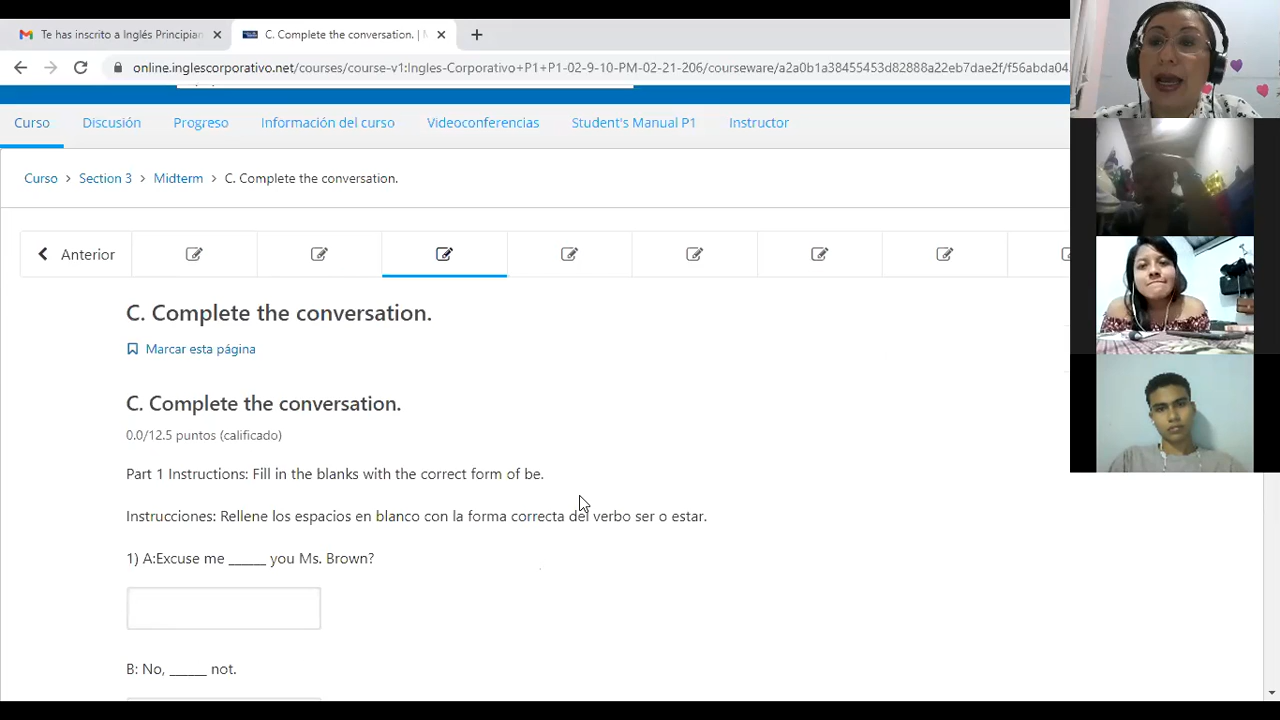 Te has inscrito a Inglés Principian
C. Complete the conversation. |
online.inglescorporativo.net/courses/course-v1:Ingles-Corporativo+P1+P1-02-9-10-PM-02-21-206/courseware/a2a0b1a38455453d82888a22eb7dae2f/f56abda04
Curso Discusión Progreso Información del curso Videoconferencias Student's Manual P1 Instructor
Curso > Section 3 > Midterm > C. Complete the conversation.
Anterior
C. Complete the conversation.
Marcar esta página
C. Complete the conversation.
0.0/12.5 puntos (calificado)
Part 1 Instructions: Fill in the blanks with the correct form of be.
Instrucciones: Rellene los espacios en blanco con la forma correcta del verbo ser o estar.
1) A:Excuse me ______ you Ms. Brown?
B: No, ______ not.